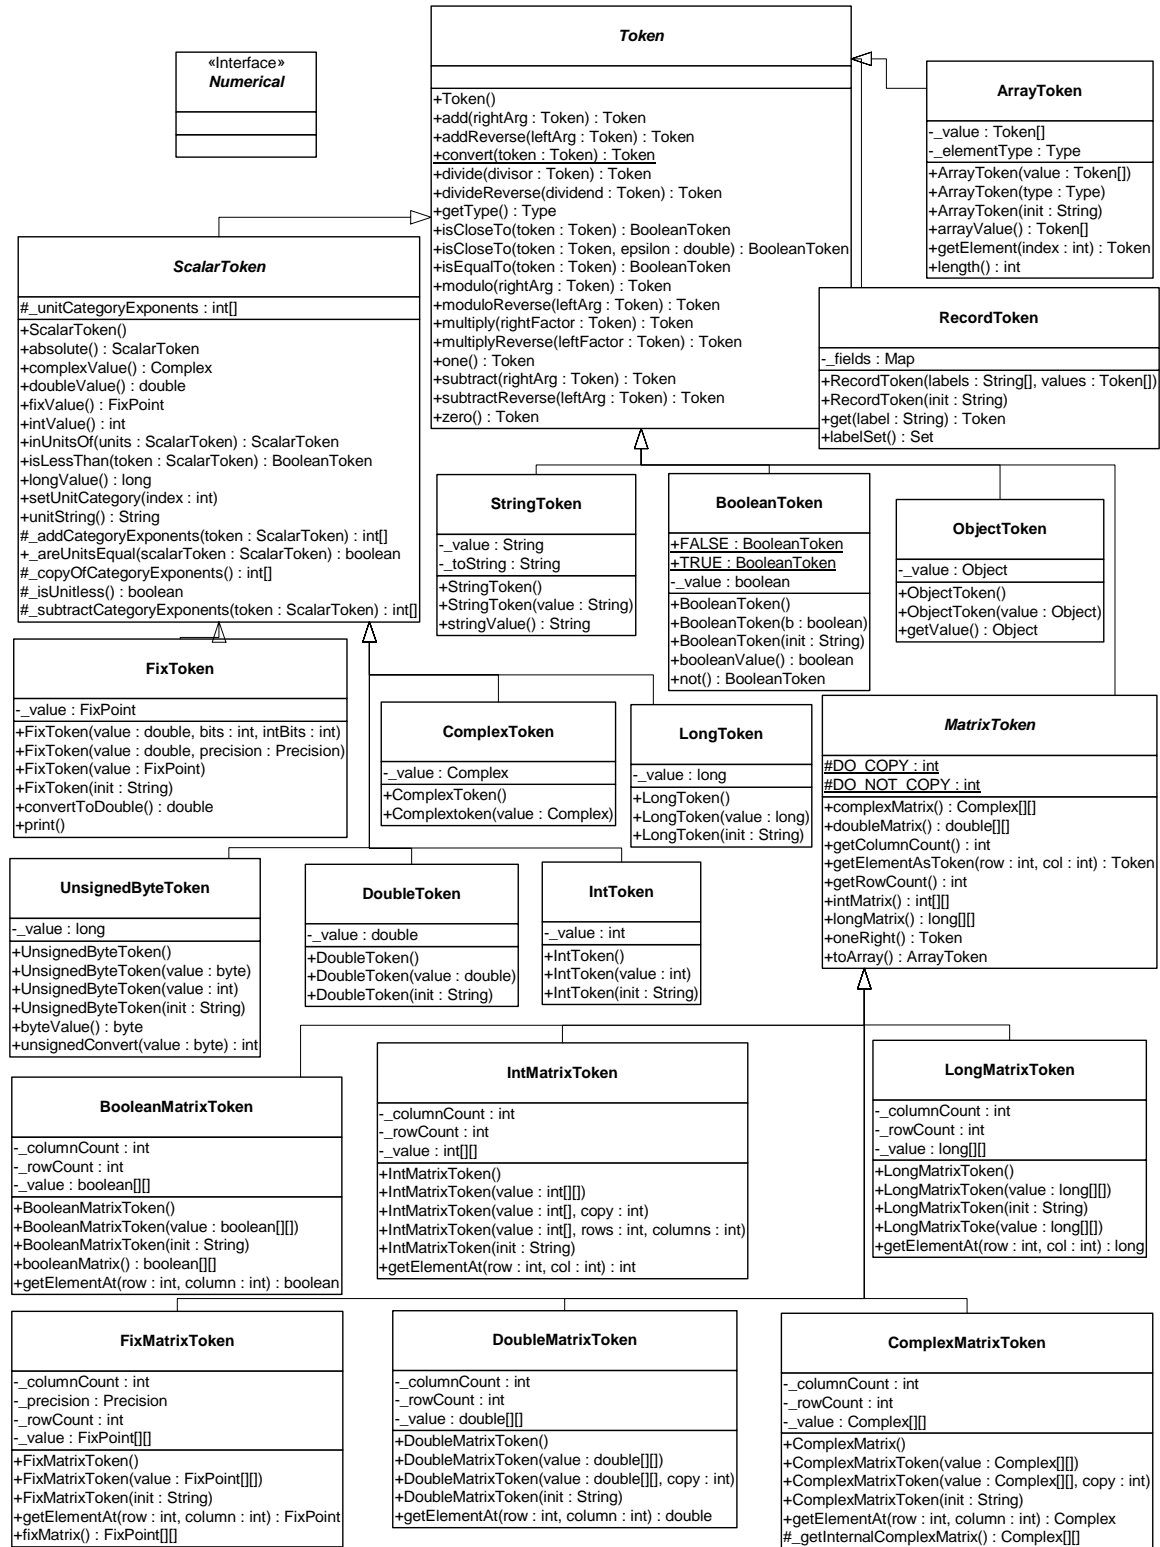 Token
+Token()
+add(rightArg : Token) : Token
+addReverse(leftArg : Token) : Token
+convert(token : Token) : Token
+divide(divisor : Token) : Token
+divideReverse(dividend : Token) : Token
+getType() : Type
+isCloseTo(token : Token) : BooleanToken
+isCloseTo(token : Token, epsilon : double) : BooleanToken
+isEqualTo(token : Token) : BooleanToken
+modulo(rightArg : Token) : Token
+moduloReverse(leftArg : Token) : Token
+multiply(rightFactor : Token) : Token
+multiplyReverse(leftFactor : Token) : Token
+one() : Token
+subtract(rightArg : Token) : Token
+subtractReverse(leftArg : Token) : Token
+zero() : Token
«Interface»
Numerical
ArrayToken
-_value : Token[]
-_elementType : Type
+ArrayToken(value : Token[])
+ArrayToken(type : Type)
+ArrayToken(init : String)
+arrayValue() : Token[]
+getElement(index : int) : Token
+length() : int
ScalarToken
#_unitCategoryExponents : int[]
+ScalarToken()
+absolute() : ScalarToken
+complexValue() : Complex
+doubleValue() : double
+fixValue() : FixPoint
+intValue() : int
+inUnitsOf(units : ScalarToken) : ScalarToken
+isLessThan(token : ScalarToken) : BooleanToken
+longValue() : long
+setUnitCategory(index : int)
+unitString() : String
#_addCategoryExponents(token : ScalarToken) : int[]
+_areUnitsEqual(scalarToken : ScalarToken) : boolean
#_copyOfCategoryExponents() : int[]
#_isUnitless() : boolean
#_subtractCategoryExponents(token : ScalarToken) : int[]
RecordToken
-_fields : Map
+RecordToken(labels : String[], values : Token[])
+RecordToken(init : String)
+get(label : String) : Token
+labelSet() : Set
StringToken
-_value : String
-_toString : String
+StringToken()
+StringToken(value : String)
+stringValue() : String
BooleanToken
+FALSE : BooleanToken
+TRUE : BooleanToken
-_value : boolean
+BooleanToken()
+BooleanToken(b : boolean)
+BooleanToken(init : String)
+booleanValue() : boolean
+not() : BooleanToken
ObjectToken
-_value : Object
+ObjectToken()
+ObjectToken(value : Object)
+getValue() : Object
FixToken
-_value : FixPoint
+FixToken(value : double, bits : int, intBits : int)
+FixToken(value : double, precision : Precision)
+FixToken(value : FixPoint)
+FixToken(init : String)
+convertToDouble() : double
+print()
ComplexToken
-_value : Complex
+ComplexToken()
+Complextoken(value : Complex)
LongToken
-_value : long
+LongToken()
+LongToken(value : long)
+LongToken(init : String)
MatrixToken
#DO_COPY : int
#DO_NOT_COPY : int
+complexMatrix() : Complex[][]
+doubleMatrix() : double[][]
+getColumnCount() : int
+getElementAsToken(row : int, col : int) : Token
+getRowCount() : int
+intMatrix() : int[][]
+longMatrix() : long[][]
+oneRight() : Token
+toArray() : ArrayToken
UnsignedByteToken
-_value : long
+UnsignedByteToken()
+UnsignedByteToken(value : byte)
+UnsignedByteToken(value : int)
+UnsignedByteToken(init : String)
+byteValue() : byte
+unsignedConvert(value : byte) : int
DoubleToken
-_value : double
+DoubleToken()
+DoubleToken(value : double)
+DoubleToken(init : String)
IntToken
-_value : int
+IntToken()
+IntToken(value : int)
+IntToken(init : String)
BooleanMatrixToken
-_columnCount : int
-_rowCount : int
-_value : boolean[][]
+BooleanMatrixToken()
+BooleanMatrixToken(value : boolean[][])
+BooleanMatrixToken(init : String)
+booleanMatrix() : boolean[][]
+getElementAt(row : int, column : int) : boolean
IntMatrixToken
-_columnCount : int
-_rowCount : int
-_value : int[][]
+IntMatrixToken()
+IntMatrixToken(value : int[][])
+IntMatrixToken(value : int[], copy : int)
+IntMatrixToken(value : int[], rows : int, columns : int)
+IntMatrixToken(init : String)
+getElementAt(row : int, col : int) : int
LongMatrixToken
-_columnCount : int
-_rowCount : int
-_value : long[][]
+LongMatrixToken()
+LongMatrixToken(value : long[][])
+LongMatrixToken(init : String)
+LongMatrixToke(value : long[][])
+getElementAt(row : int, col : int) : long
FixMatrixToken
-_columnCount : int
-_precision : Precision
-_rowCount : int
-_value : FixPoint[][]
+FixMatrixToken()
+FixMatrixToken(value : FixPoint[][])
+FixMatrixToken(init : String)
+getElementAt(row : int, column : int) : FixPoint
+fixMatrix() : FixPoint[][]
DoubleMatrixToken
-_columnCount : int
-_rowCount : int
-_value : double[][]
+DoubleMatrixToken()
+DoubleMatrixToken(value : double[][])
+DoubleMatrixToken(value : double[][], copy : int)
+DoubleMatrixToken(init : String)
+getElementAt(row : int, column : int) : double
ComplexMatrixToken
-_columnCount : int
-_rowCount : int
-_value : Complex[][]
+ComplexMatrix()
+ComplexMatrixToken(value : Complex[][])
+ComplexMatrixToken(value : Complex[][], copy : int)
+ComplexMatrixToken(init : String)
+getElementAt(row : int, column : int) : Complex
#_getInternalComplexMatrix() : Complex[][]